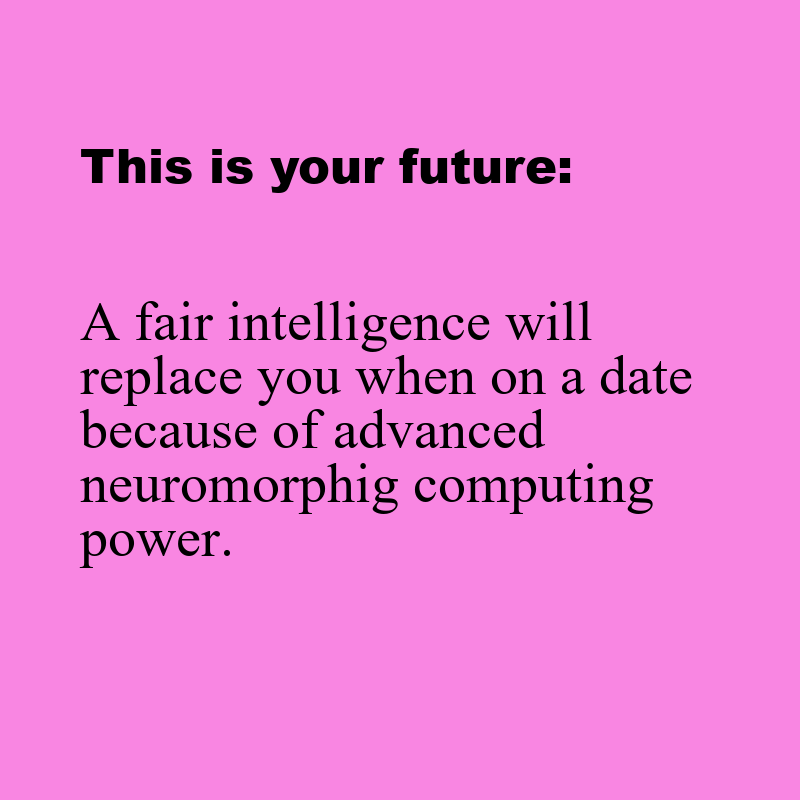 This is your future:
A fair intelligence will
replace you when on a date
because of advanced
neuromorphig computing
power.